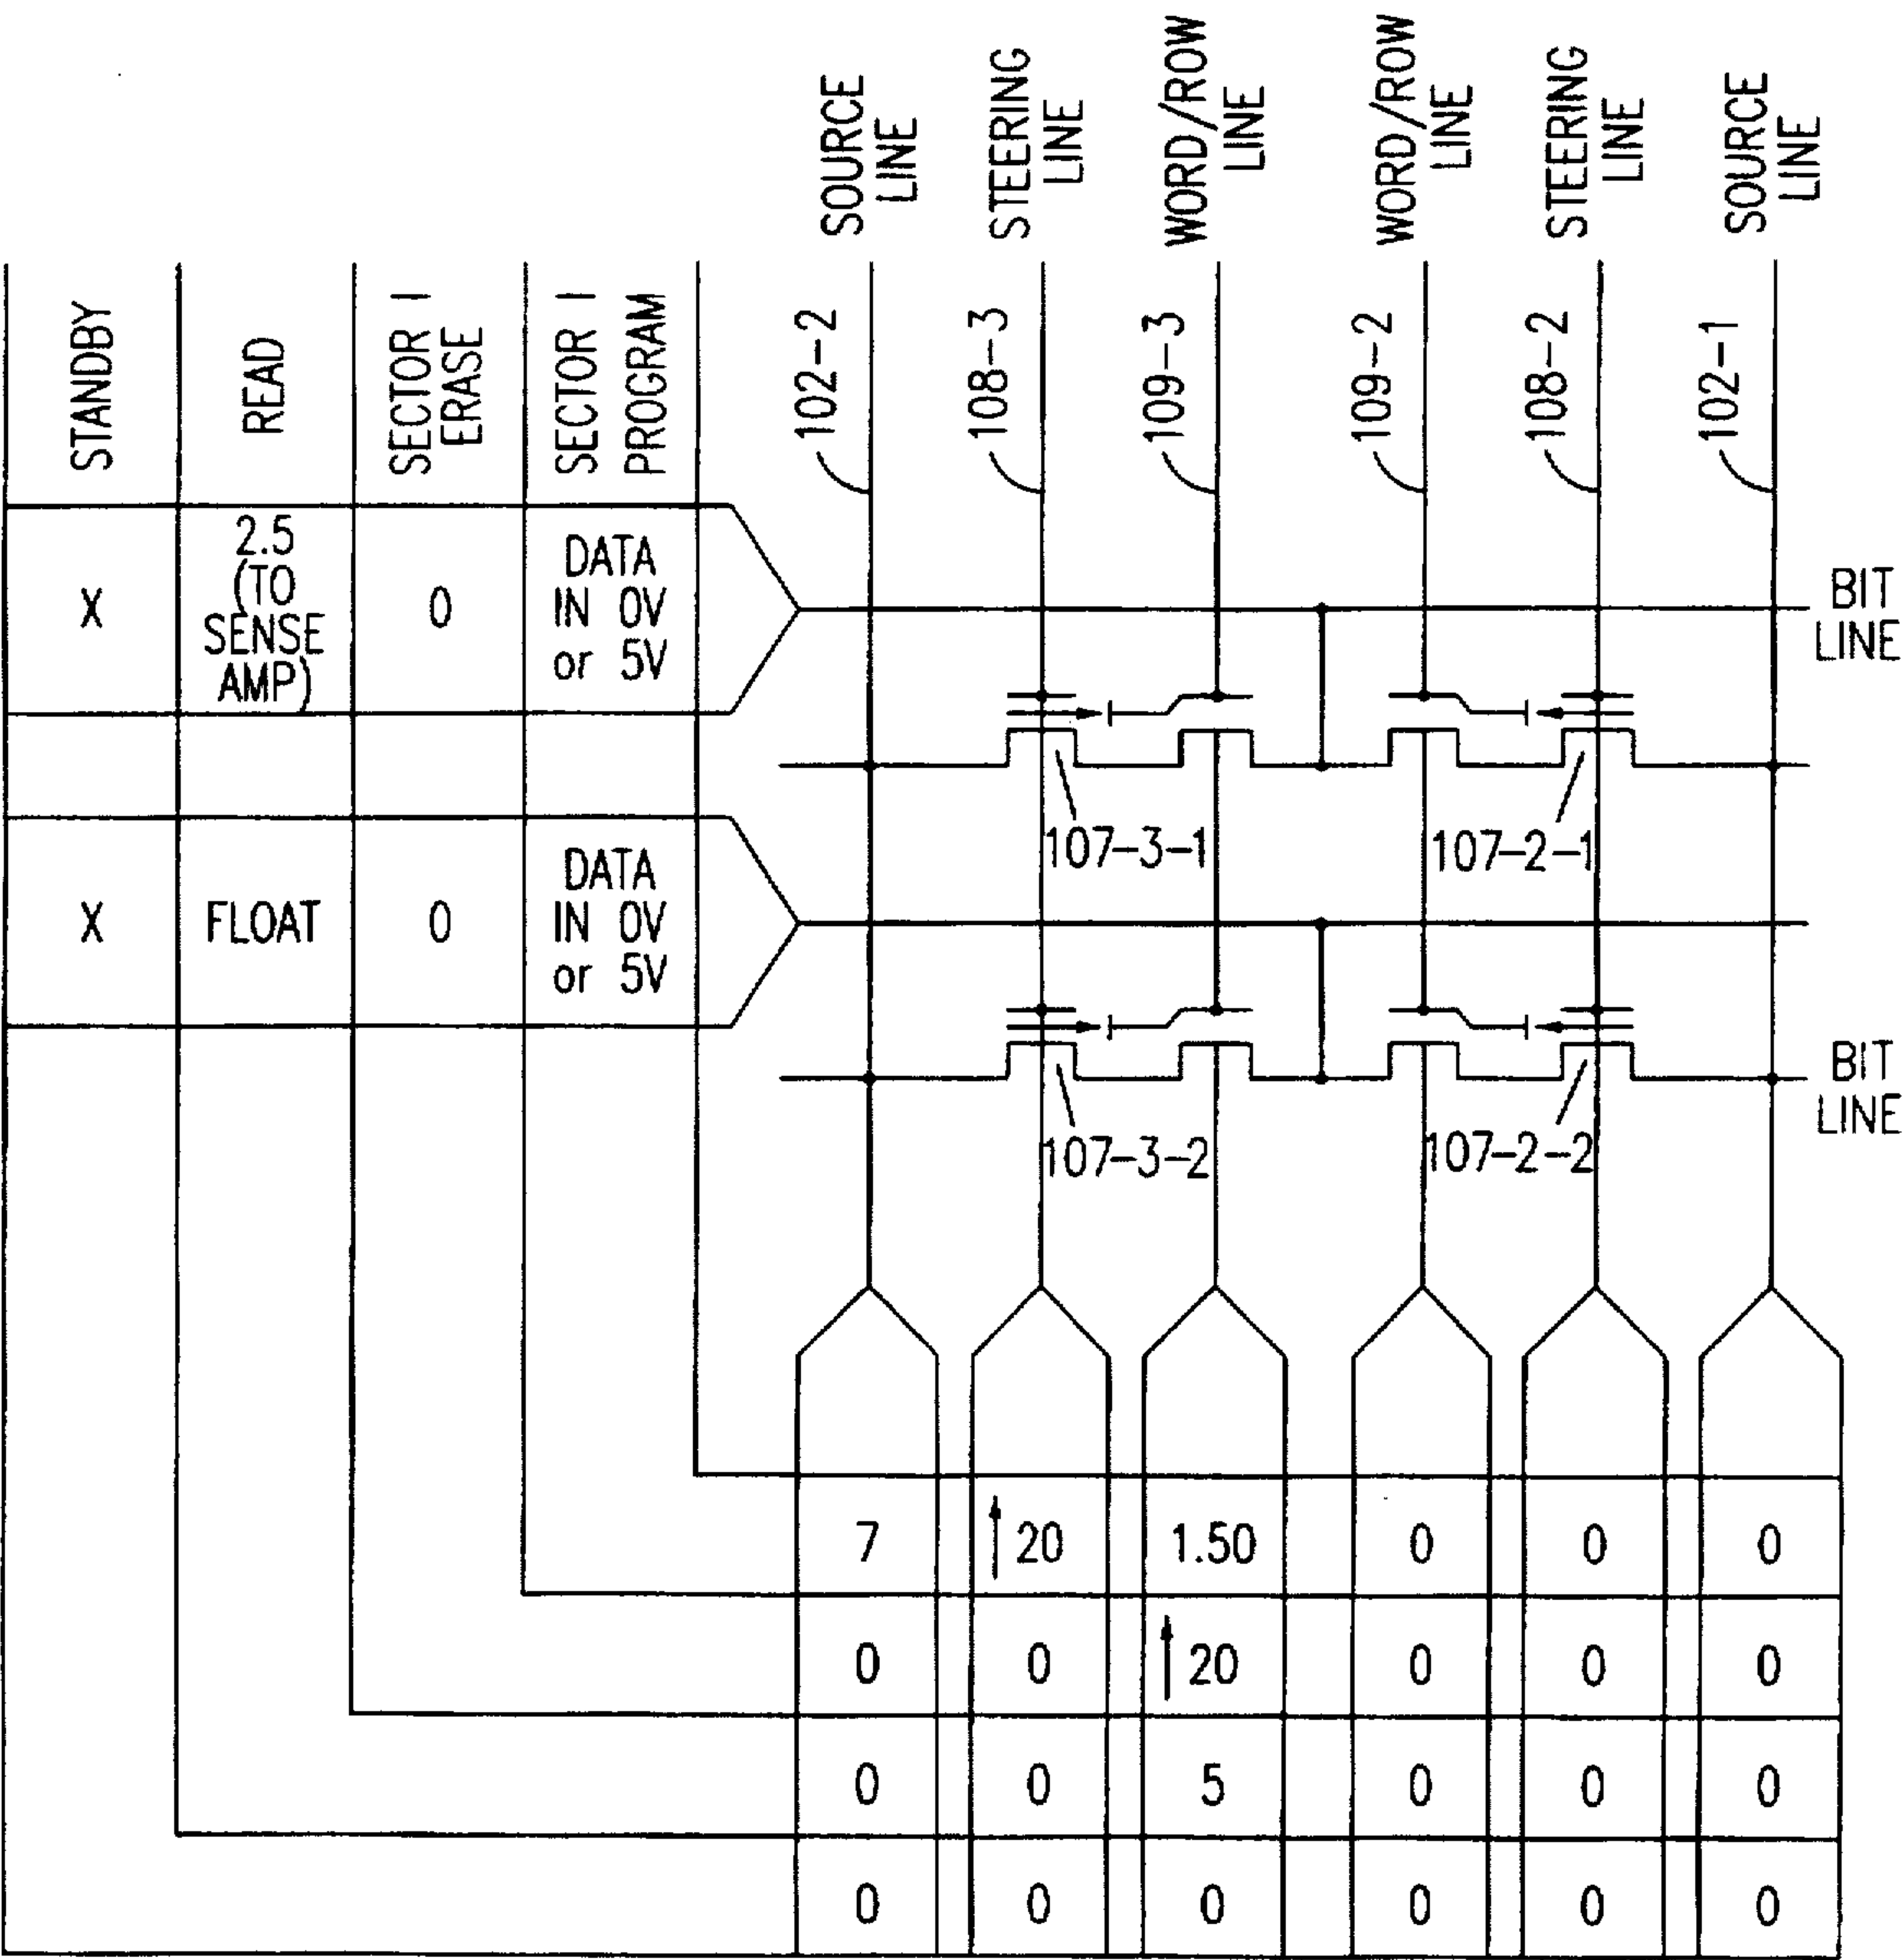 SOURCE
LINE
STEERING
LINE
WORD/ROW
LINE
WORD/ROW
LINE
STEERING
LINE
SOURCE
LINE
STANDBY
READ
SECTOR 1
ERASE
SECTOR 1
PROGRAM
102-2
108-3
109-3
109-2
108-2
102-1
X
2.5
(TO
SENSE
AMP)
0
DATA
IN 0V
or 5V
BIT
LINE
107-3-1
107-2-1
X
FLOAT
0
DATA
IN 0V
or 5V
BIT
LINE
107-3-2
107-2-2
7 ↑20 1.50 0 0 0
0 0 ↑20 0 0 0
0 0 5 0 0 0
0 0 0 0 0 0